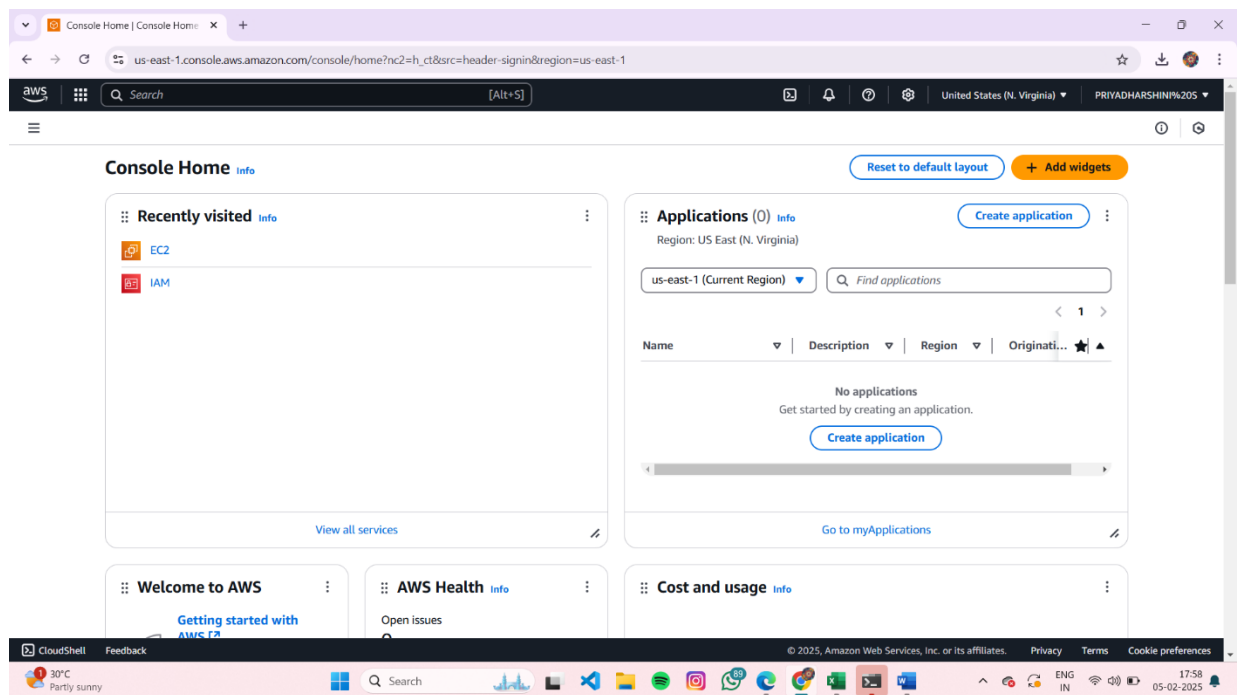 Console Home | Console Home
us-east-1.console.aws.amazon.com/console/home?nc2=h_ct&src=header-signin&region=us-east-1
aws
Search [Alt+S]
United States (N. Virginia)
PRIYADHARSHINI%20S
Console Home Info
Reset to default layout
+ Add widgets
Recently visited Info
EC2
IAM
View all services
Applications (0) Info
Create application
Region: US East (N. Virginia)
us-east-1 (Current Region)
Find applications
1
Name Description Region Originati...
No applications
Get started by creating an application.
Create application
Go to myApplications
Welcome to AWS
Getting started with
AWS
AWS Health Info
Open issues
Cost and usage Info
CloudShell Feedback
© 2025, Amazon Web Services, Inc. or its affiliates. Privacy Terms Cookie preferences
1
30°C
Partly sunny
Search
89
ENG
IN
17:58
05-02-2025